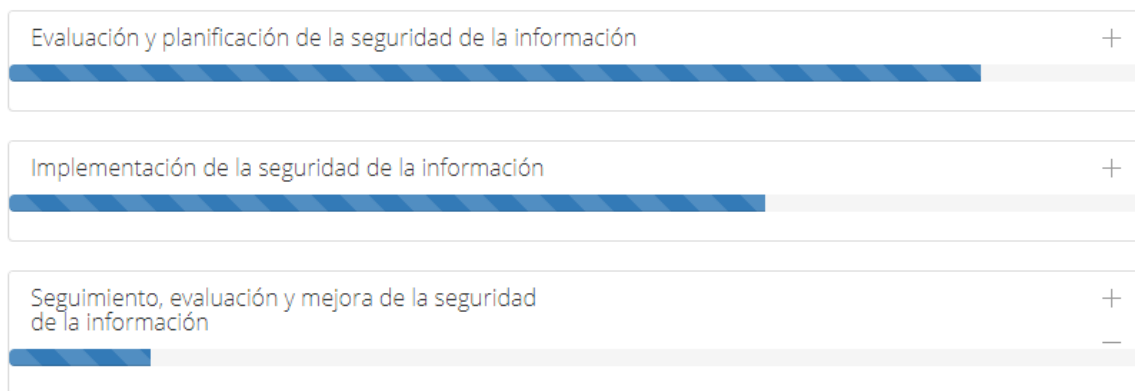 Evaluación y planificación de la seguridad de la información
Implementación de la seguridad de la información
Seguimiento, evaluación y mejora de la seguridad
de la información